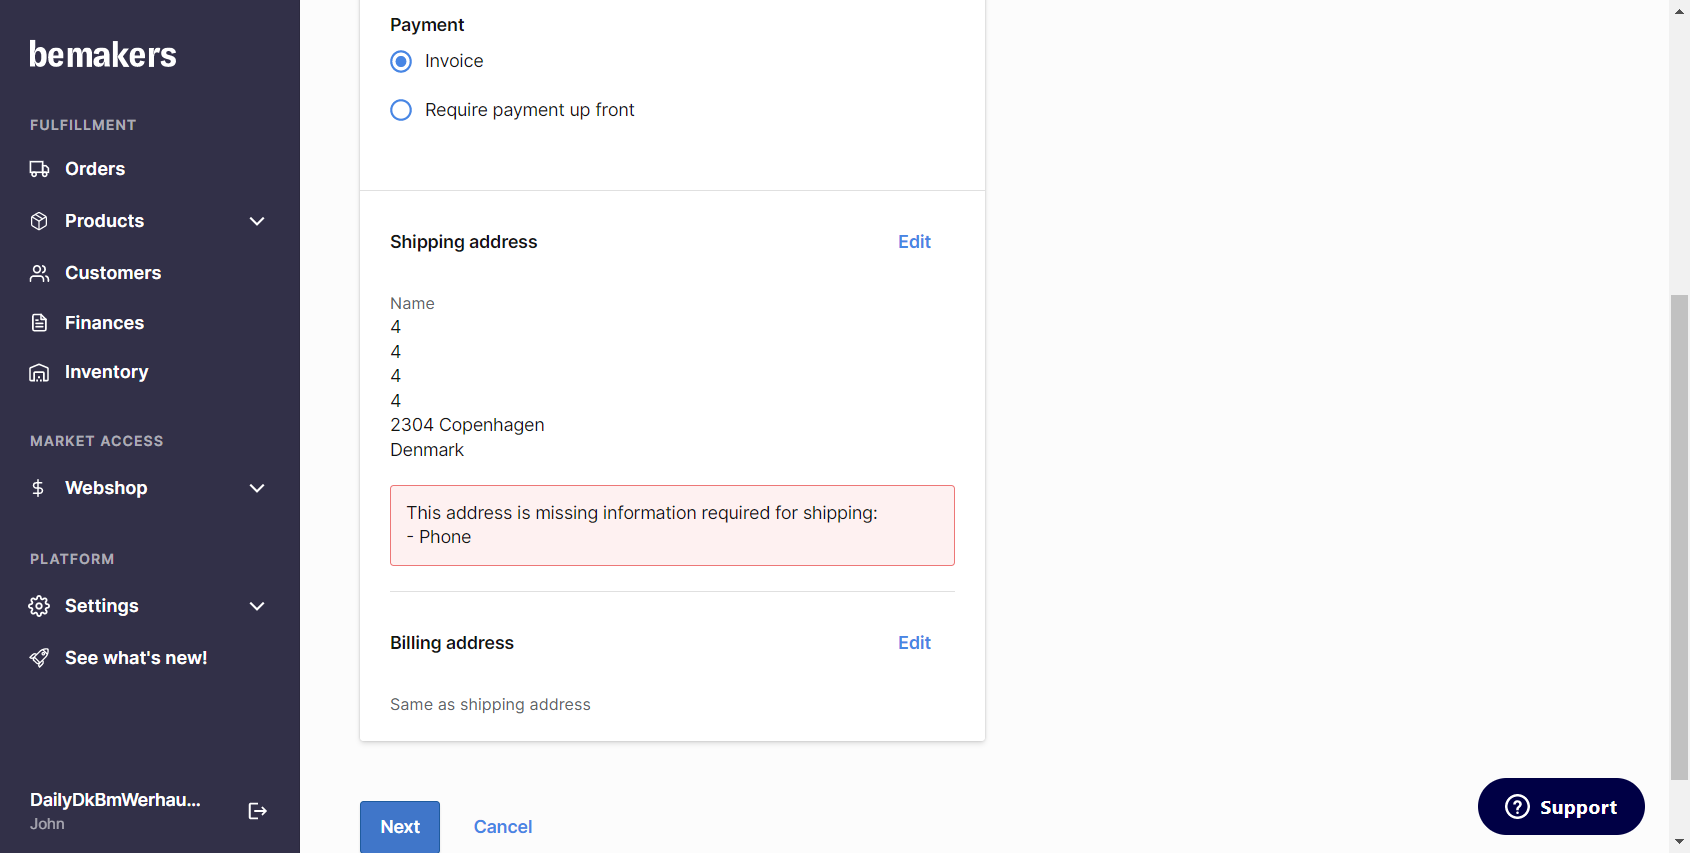 bemakers
FULFILLMENT
Orders
Products
Customers
Finances
Inventory
MARKET ACCESS
Webshop
PLATFORM
Settings
See what's new!
DailyDkBmWerhau...
John
Payment
Invoice
Require payment up front
Shipping address
Edit
Name
4
4
4
4
2304 Copenhagen
Denmark
This address is missing information required for shipping:
- Phone
Billing address
Edit
Same as shipping address
Next
Cancel
Support